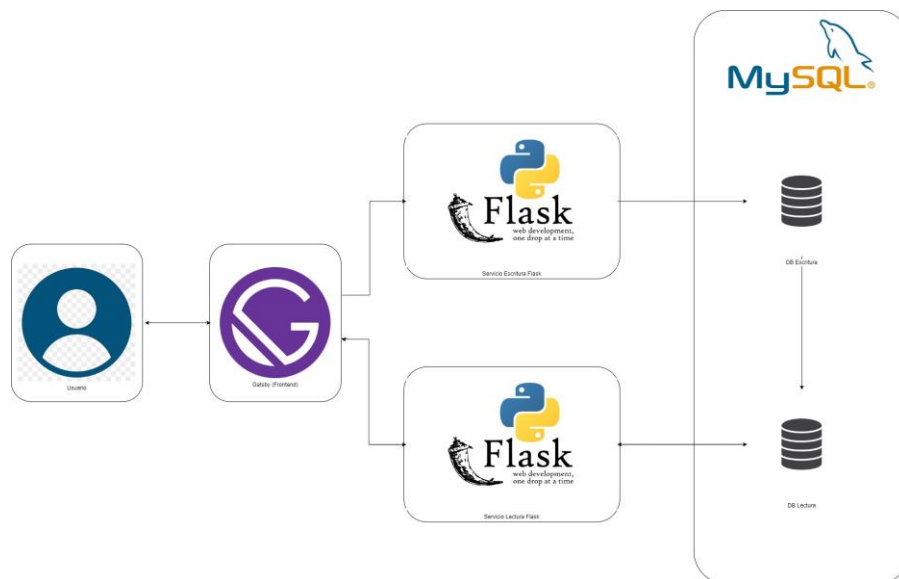 MySQL®
Flask
web development,
one drop at a time
Servicio Escritura Flask
DB Escritura
Usuario
Gatsby (Frontend)
Flask
web development,
one drop at a time
Servicio Lectura Flask
DB Lectura